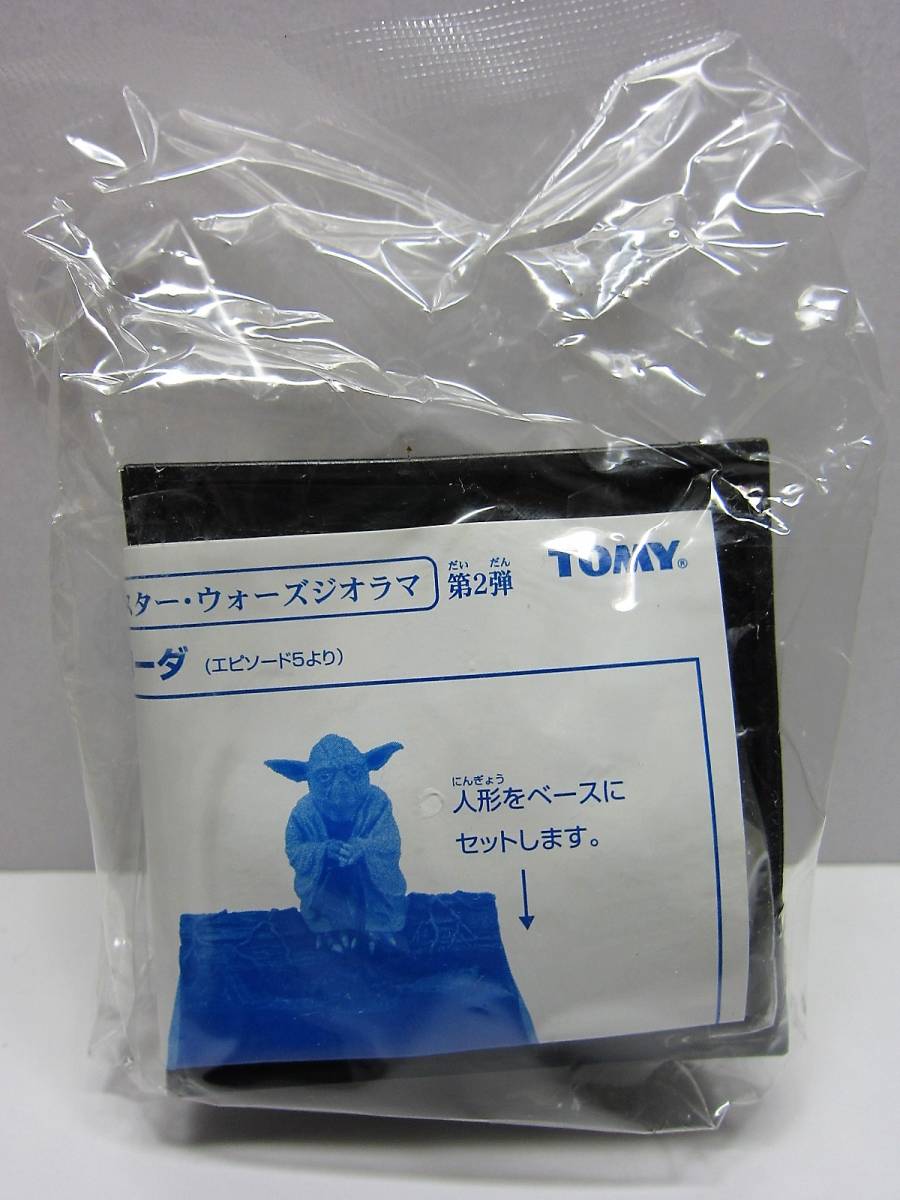 スター・ウォーズジオラマ
だい だん
第2弾
TOMY®
ーダ (エピソード5より)
にんぎょう
人形をベースに
セットします。